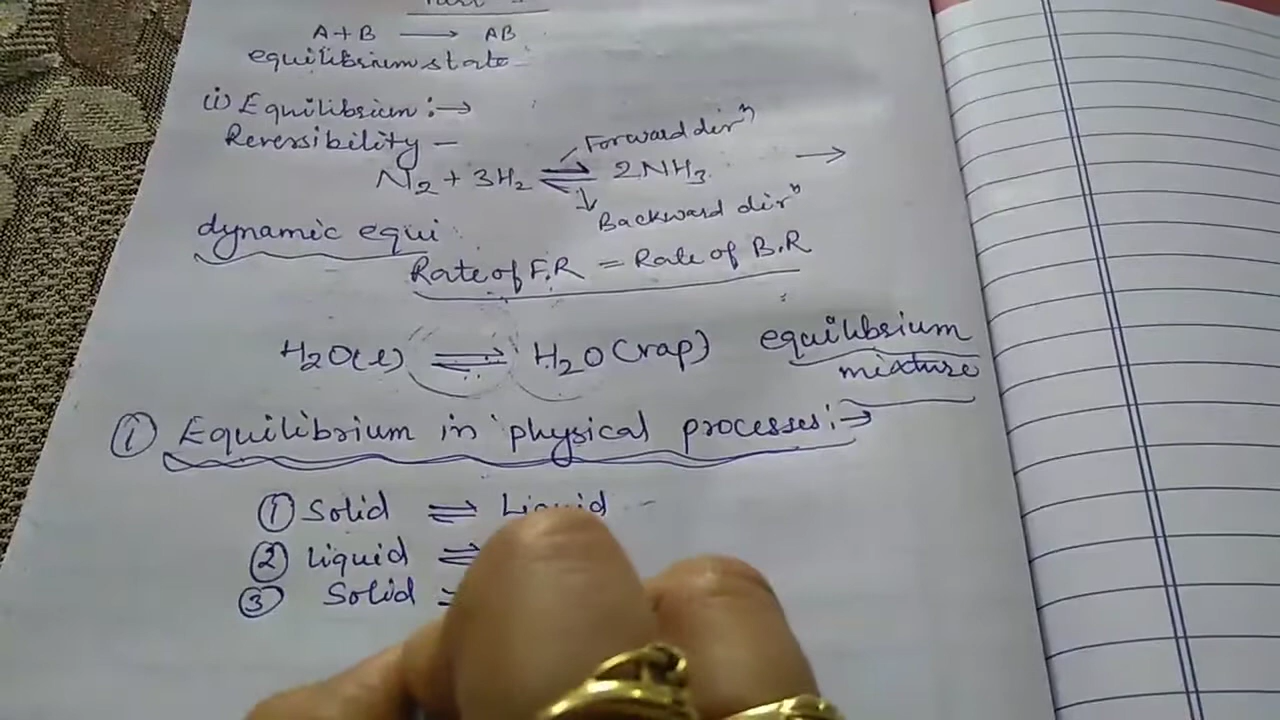 A + B ⟶ AB
equilibrium state
(i) Equilibrium :→
Reversibility –
Forward dirⁿ
N₂ + 3H₂ ⇌ 2NH₃ →
Backward dirⁿ
dynamic equi
Rate of F.R = Rate of B.R
H₂O(l) ⇌ H₂O(vap) equilibrium
mixture
① Equilibrium in physical processes :→
① Solid ⇌ Liquid
② Liquid ⇌
③ Solid ⇌